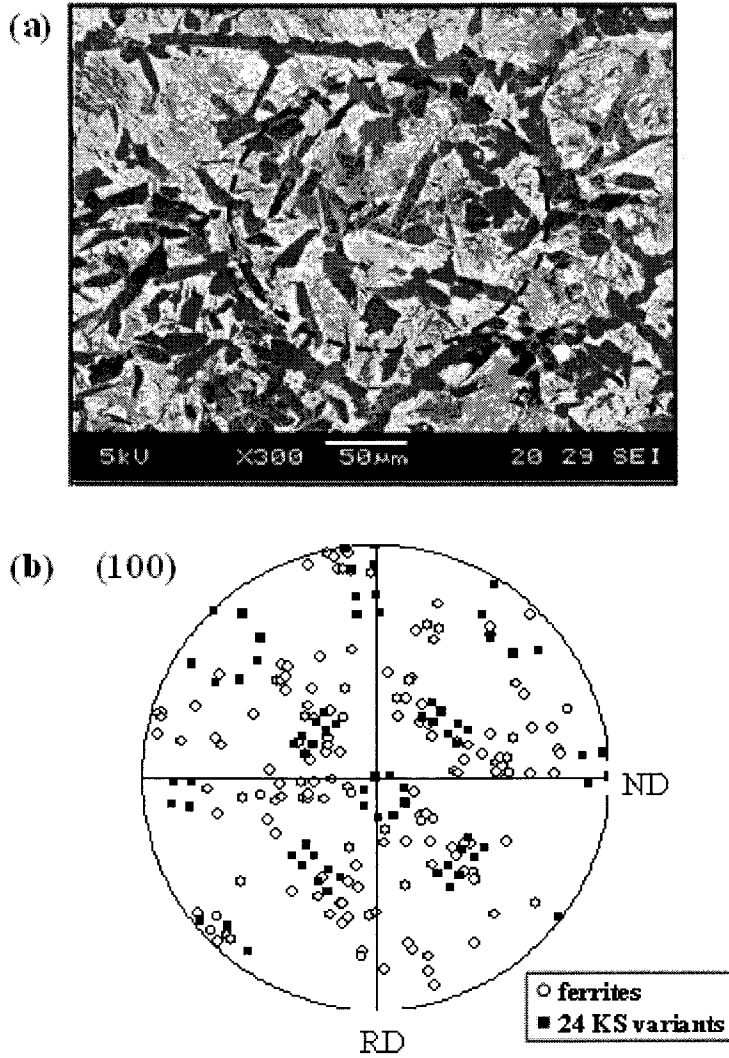 (a)
5kV X300 50μm 20 29 SEI
(b) (100)
ND
RD
ferrites
24 KS variants